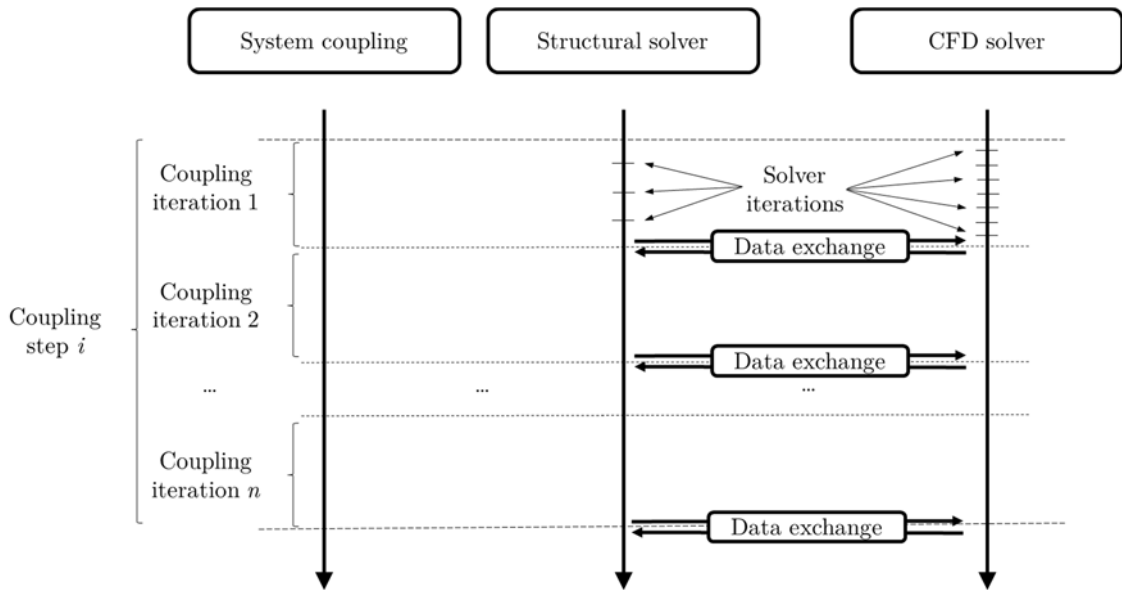 System coupling
Structural solver
CFD solver
Coupling
iteration 1
Solver
iterations
Data exchange
Coupling
iteration 2
Coupling
step i
Data exchange
...
...
...
Coupling
iteration n
Data exchange